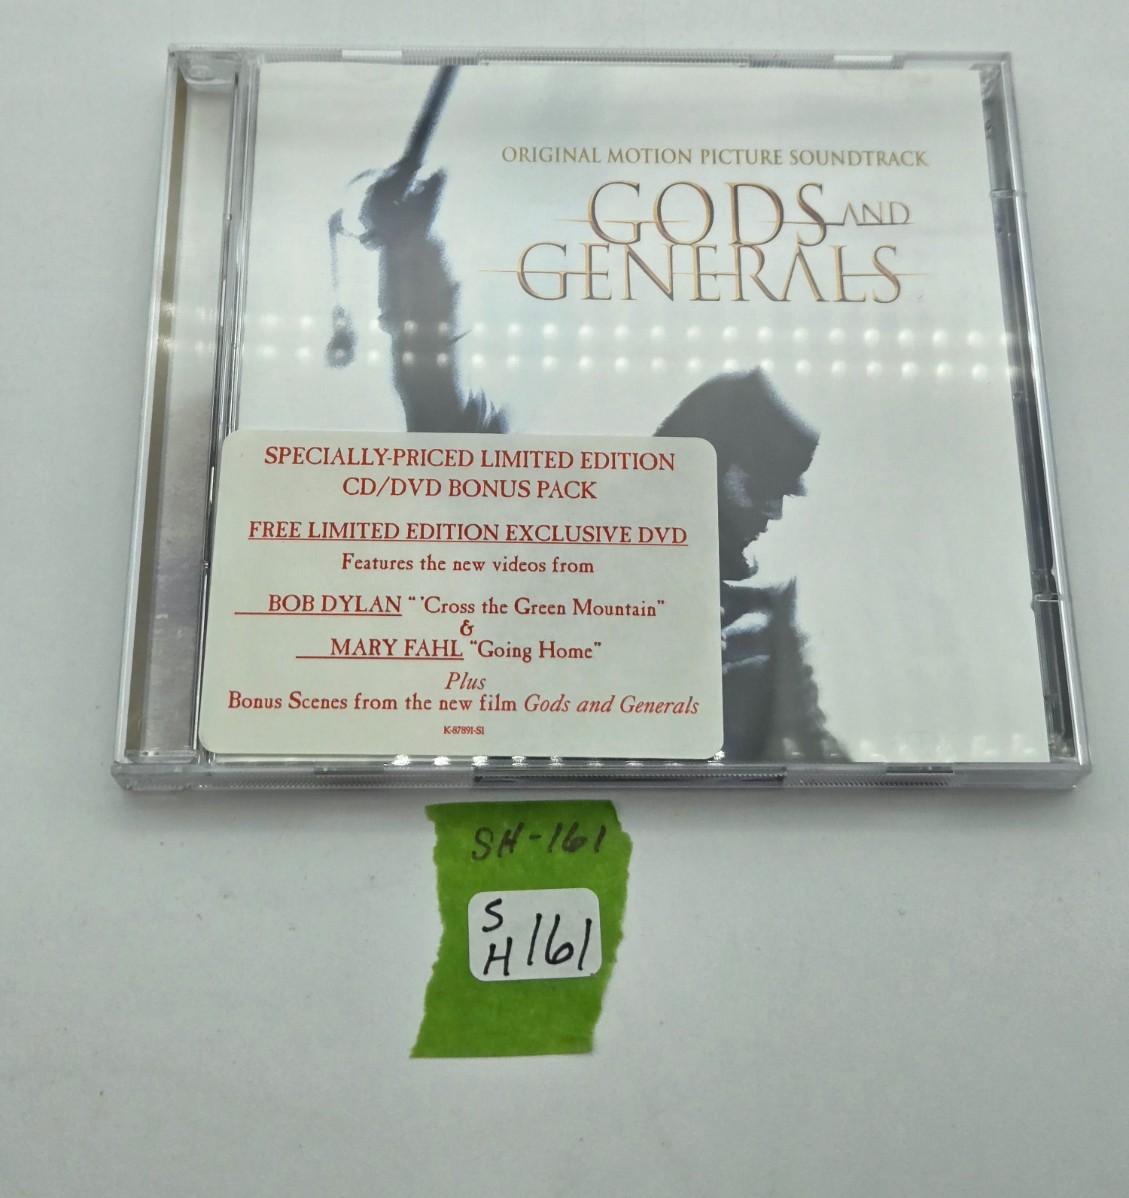 ORIGINAL MOTION PICTURE SOUNDTRACK
GODS AND
GENERALS
SPECIALLY-PRICED LIMITED EDITION
CD/DVD BONUS PACK
FREE LIMITED EDITION EXCLUSIVE DVD
Features the new videos from
BOB DYLAN “ ‘Cross the Green Mountain”
&
MARY FAHL “Going Home”
Plus
Bonus Scenes from the new film Gods and Generals
K-87891-S1
SH-161
SH 161